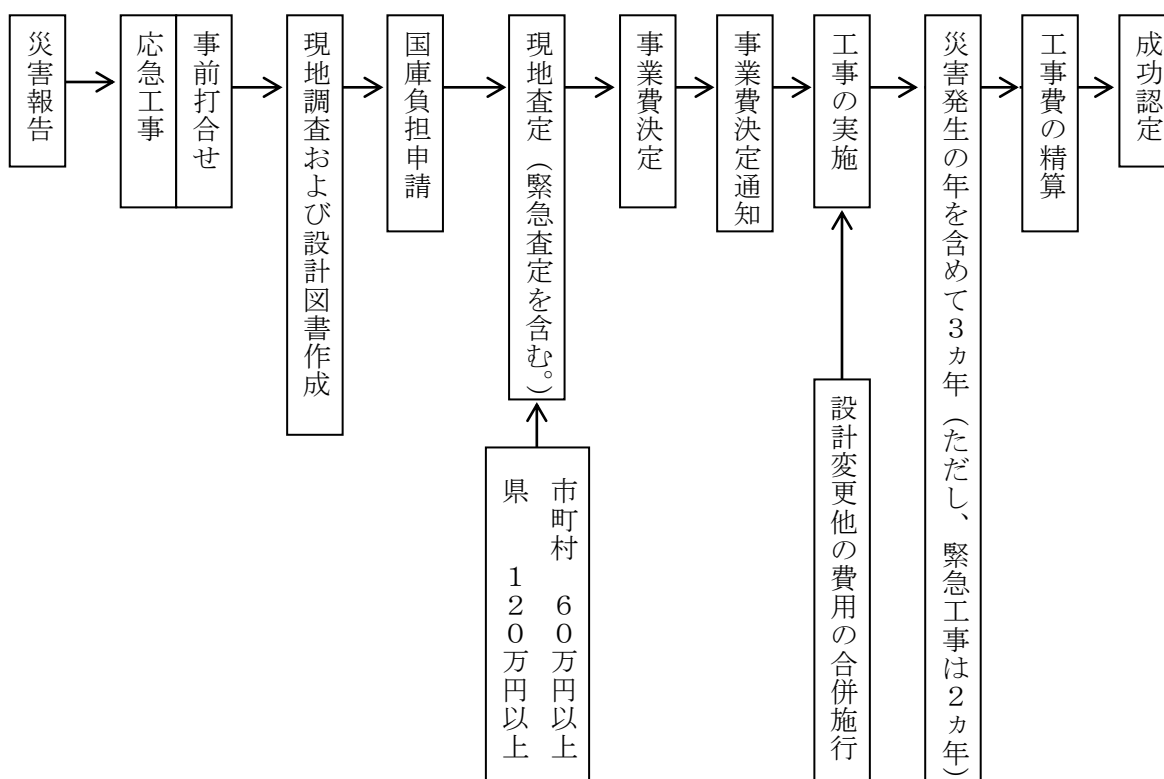 災害報告
応急工事
事前打合せ
現地調査および設計図書作成
国庫負担申請
現地査定（緊急査定を含む。）
市町村　６０万円以上
県　　１２０万円以上
事業費決定
事業費決定通知
工事の実施
設計変更他の費用の合併施行
災害発生の年を含めて３ヵ年（ただし、緊急工事は２ヵ年）
工事費の精算
成功認定